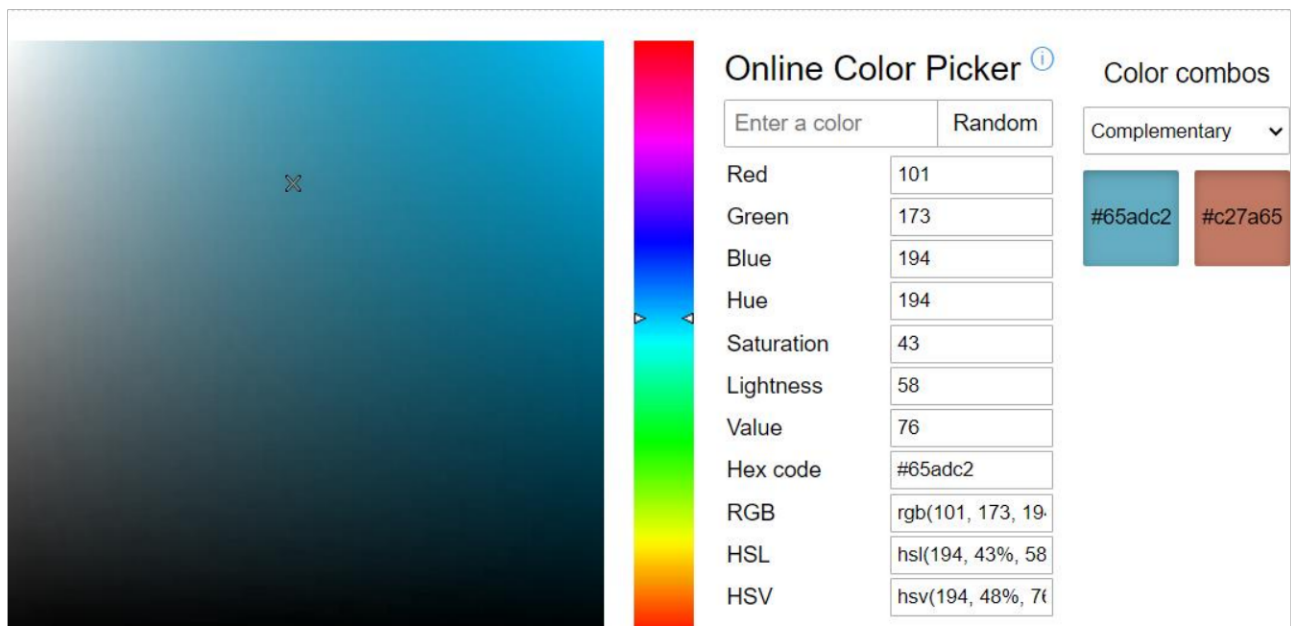 Online Color Picker ⓘ
Enter a color
Random
Red 101
Green 173
Blue 194
Hue 194
Saturation 43
Lightness 58
Value 76
Hex code #65adc2
RGB rgb(101, 173, 19
HSL hsl(194, 43%, 58
HSV hsv(194, 48%, 76
Color combos
Complementary
#65adc2 #c27a65